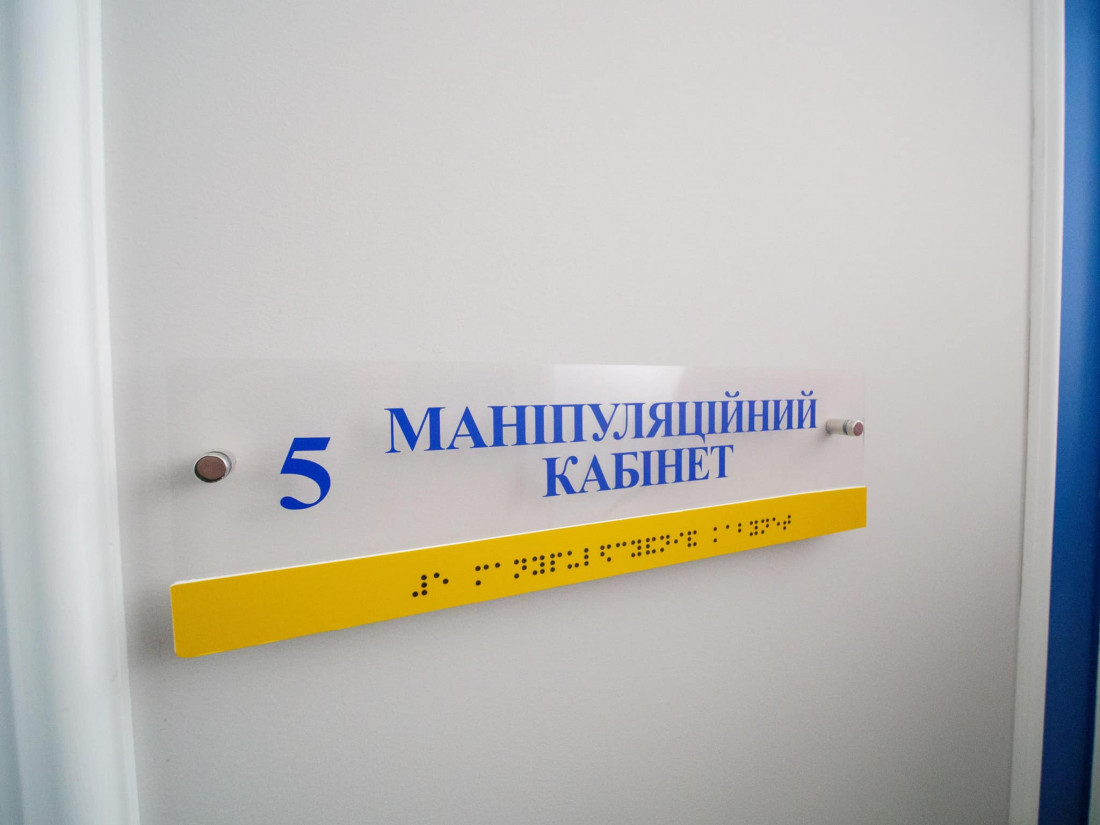 5 МАНІПУЛЯЦІЙНИЙ
КАБІНЕТ
⠼⠑ ⠍⠁⠝⠽⠏⠥⠇⠫⠉⠽⠯⠝⠊⠯ ⠅⠁⠃⠽⠝⠑⠞